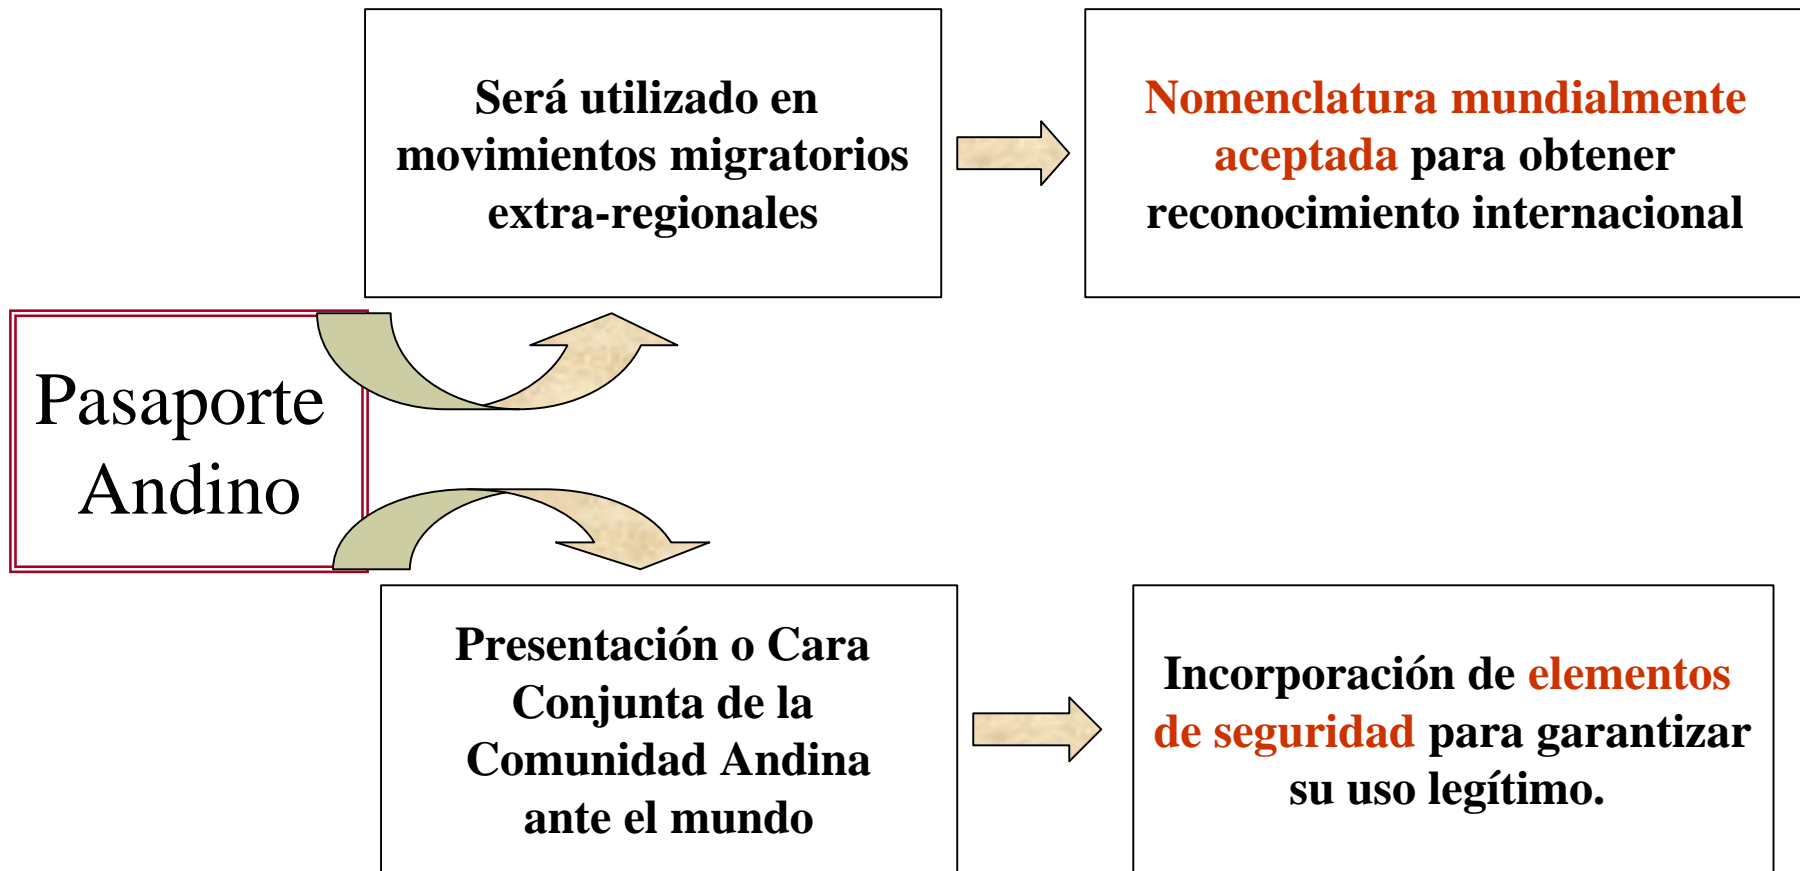 Pasaporte
Andino
Será utilizado en
movimientos migratorios
extra-regionales
Nomenclatura mundialmente
aceptada para obtener
reconocimiento internacional
Presentación o Cara
Conjunta de la
Comunidad Andina
ante el mundo
Incorporación de elementos
de seguridad para garantizar
su uso legítimo.